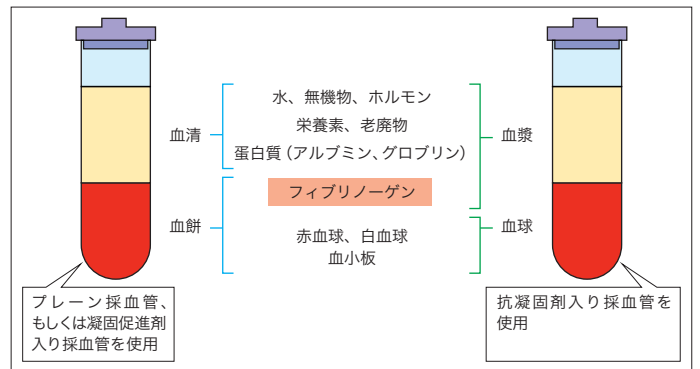 水、無機物、ホルモン
栄養素、老廃物
蛋白質（アルブミン、グロブリン）
フィブリノーゲン
赤血球、白血球
血小板
血清
血餅
血漿
血球
プレーン採血管、
もしくは凝固促進剤
入り採血管を使用
抗凝固剤入り採血管を
使用